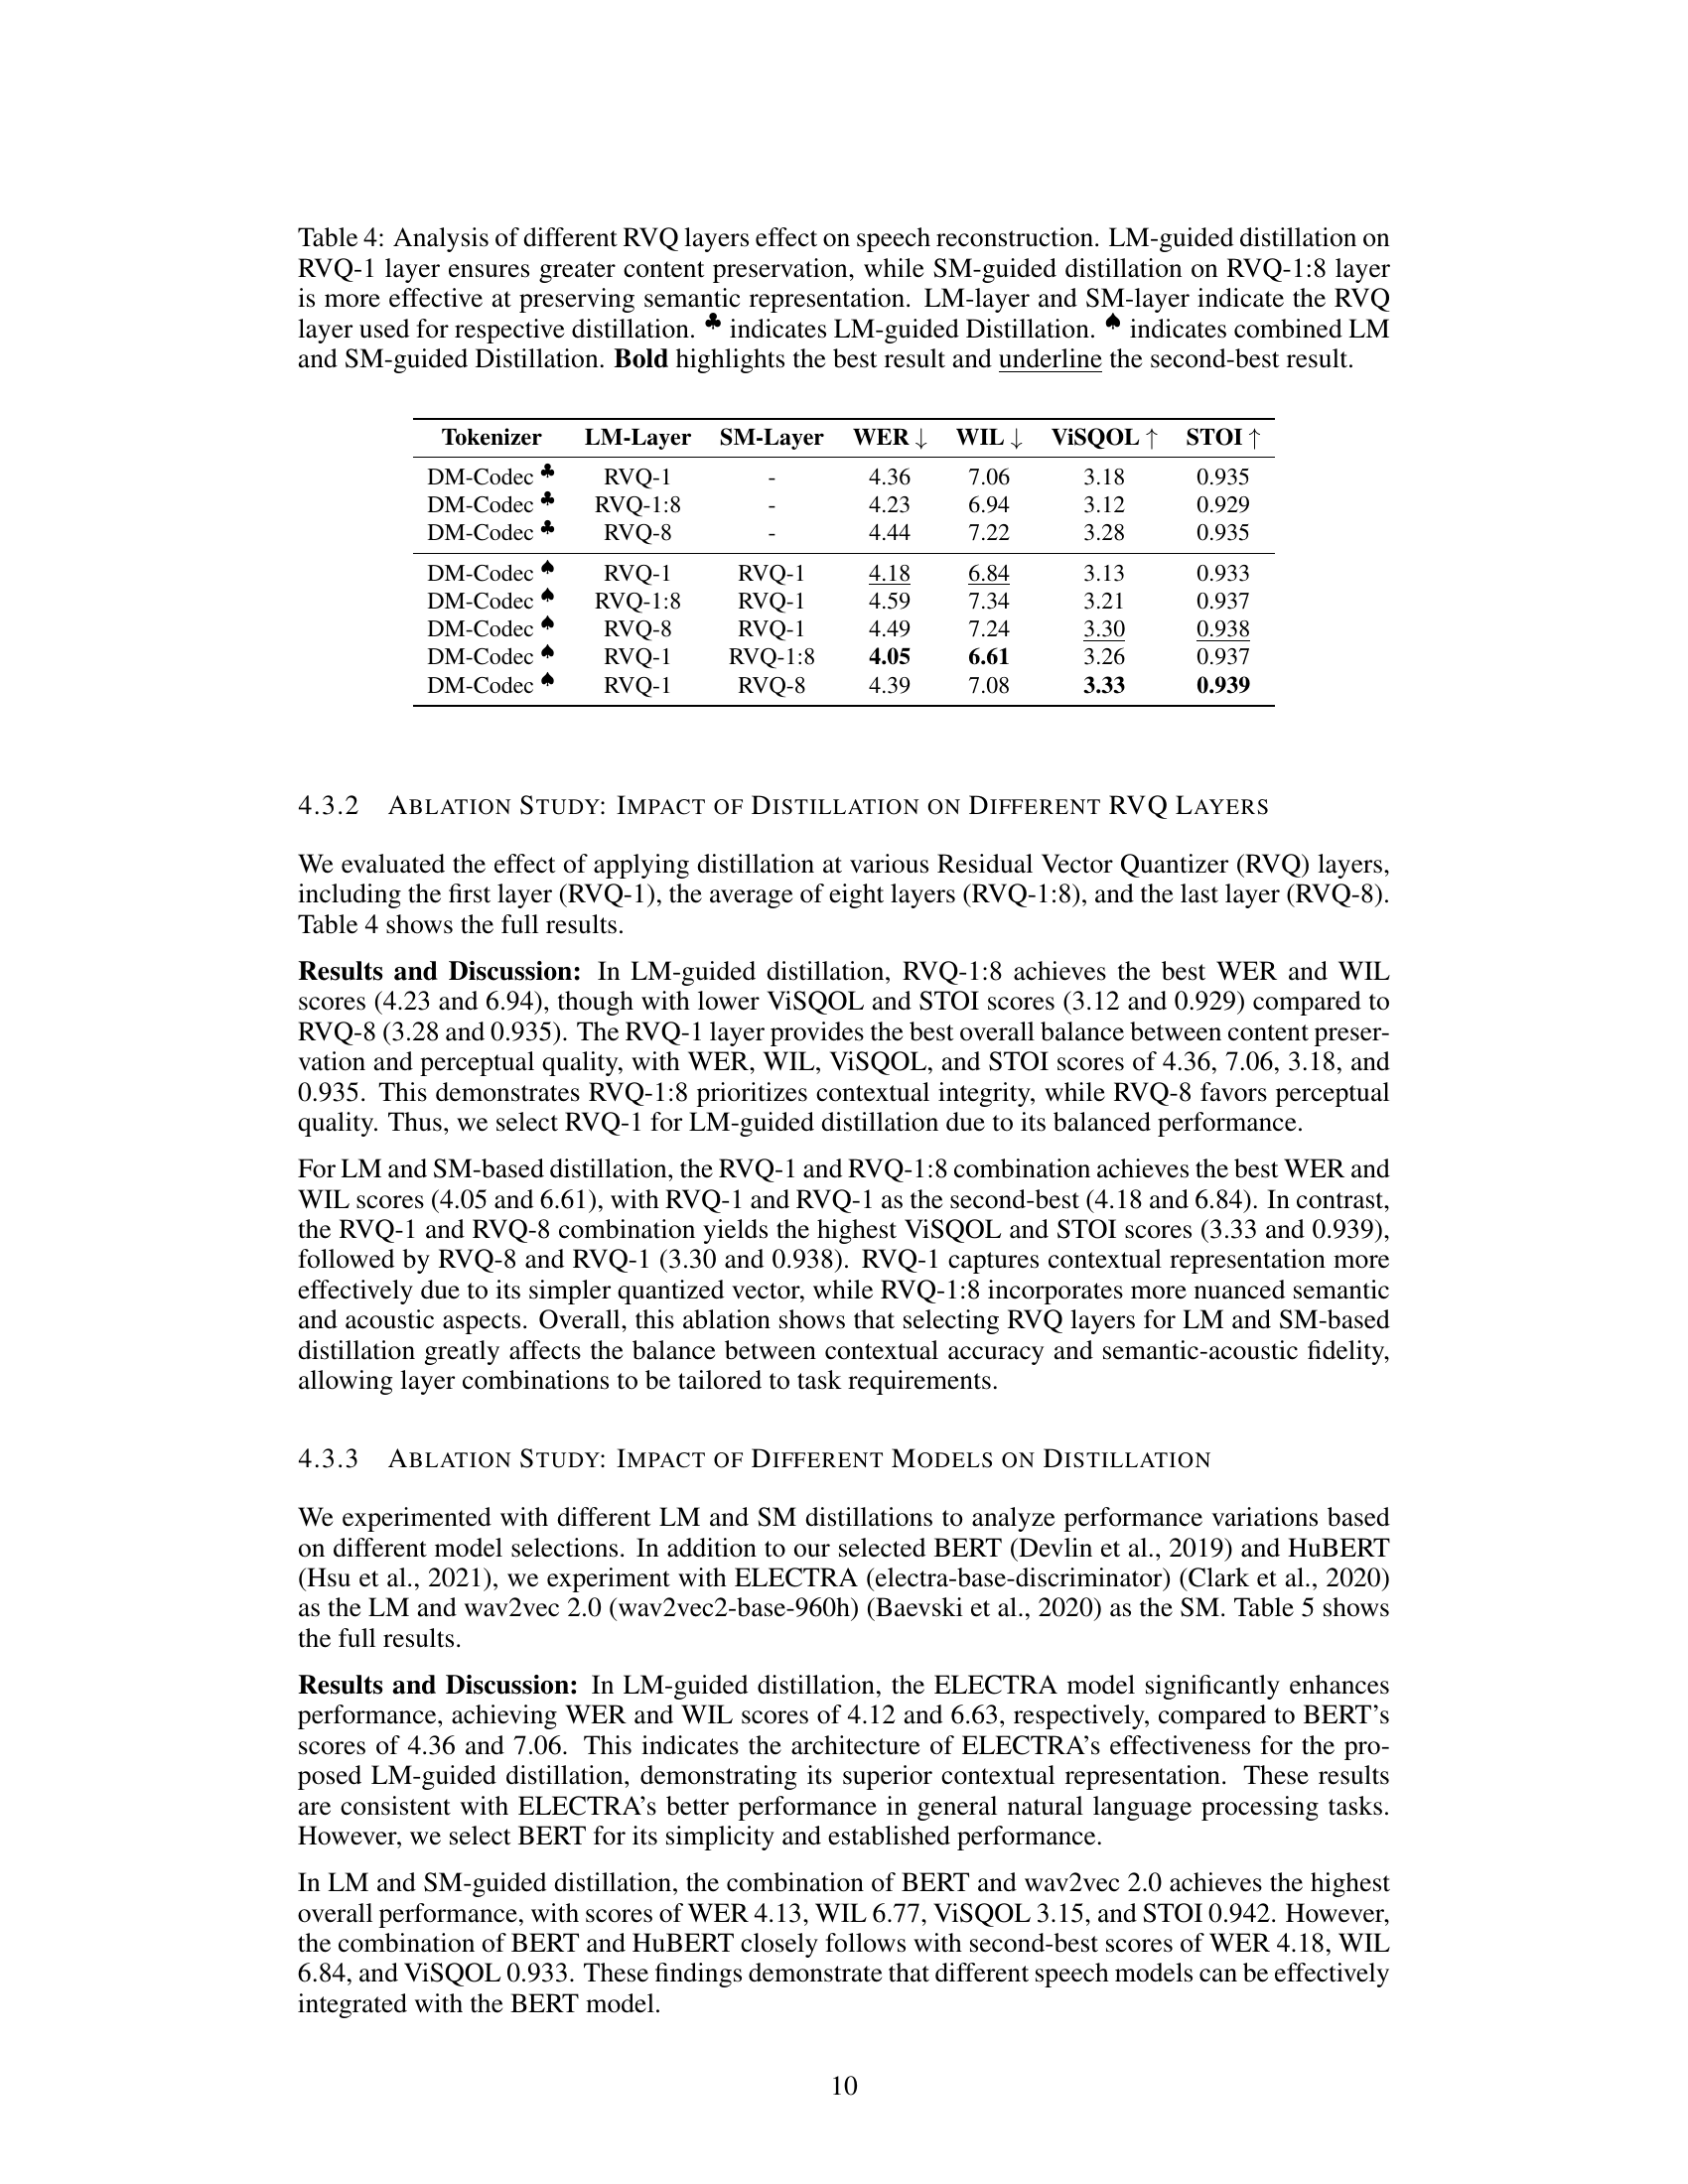 Table 4: Analysis of different RVQ layers effect on speech reconstruction. LM-guided distillation on
RVQ-1 layer ensures greater content preservation, while SM-guided distillation on RVQ-1:8 layer
is more effective at preserving semantic representation. LM-layer and SM-layer indicate the RVQ
layer used for respective distillation. ♣ indicates LM-guided Distillation. ♠ indicates combined LM
and SM-guided Distillation. Bold highlights the best result and underline the second-best result.
Tokenizer LM-Layer SM-Layer WER ↓ WIL ↓ ViSQOL ↑ STOI ↑
DM-Codec ♣ RVQ-1 - 4.36 7.06 3.18 0.935
DM-Codec ♣ RVQ-1:8 - 4.23 6.94 3.12 0.929
DM-Codec ♣ RVQ-8 - 4.44 7.22 3.28 0.935
DM-Codec ♠ RVQ-1 RVQ-1 4.18 6.84 3.13 0.933
DM-Codec ♠ RVQ-1:8 RVQ-1 4.59 7.34 3.21 0.937
DM-Codec ♠ RVQ-8 RVQ-1 4.49 7.24 3.30 0.938
DM-Codec ♠ RVQ-1 RVQ-1:8 4.05 6.61 3.26 0.937
DM-Codec ♠ RVQ-1 RVQ-8 4.39 7.08 3.33 0.939
4.3.2 ABLATION STUDY: IMPACT OF DISTILLATION ON DIFFERENT RVQ LAYERS
We evaluated the effect of applying distillation at various Residual Vector Quantizer (RVQ) layers,
including the first layer (RVQ-1), the average of eight layers (RVQ-1:8), and the last layer (RVQ-8).
Table 4 shows the full results.
Results and Discussion: In LM-guided distillation, RVQ-1:8 achieves the best WER and WIL
scores (4.23 and 6.94), though with lower ViSQOL and STOI scores (3.12 and 0.929) compared to
RVQ-8 (3.28 and 0.935). The RVQ-1 layer provides the best overall balance between content preser-
vation and perceptual quality, with WER, WIL, ViSQOL, and STOI scores of 4.36, 7.06, 3.18, and
0.935. This demonstrates RVQ-1:8 prioritizes contextual integrity, while RVQ-8 favors perceptual
quality. Thus, we select RVQ-1 for LM-guided distillation due to its balanced performance.
For LM and SM-based distillation, the RVQ-1 and RVQ-1:8 combination achieves the best WER and
WIL scores (4.05 and 6.61), with RVQ-1 and RVQ-1 as the second-best (4.18 and 6.84). In contrast,
the RVQ-1 and RVQ-8 combination yields the highest ViSQOL and STOI scores (3.33 and 0.939),
followed by RVQ-8 and RVQ-1 (3.30 and 0.938). RVQ-1 captures contextual representation more
effectively due to its simpler quantized vector, while RVQ-1:8 incorporates more nuanced semantic
and acoustic aspects. Overall, this ablation shows that selecting RVQ layers for LM and SM-based
distillation greatly affects the balance between contextual accuracy and semantic-acoustic fidelity,
allowing layer combinations to be tailored to task requirements.
4.3.3 ABLATION STUDY: IMPACT OF DIFFERENT MODELS ON DISTILLATION
We experimented with different LM and SM distillations to analyze performance variations based
on different model selections. In addition to our selected BERT (Devlin et al., 2019) and HuBERT
(Hsu et al., 2021), we experiment with ELECTRA (electra-base-discriminator) (Clark et al., 2020)
as the LM and wav2vec 2.0 (wav2vec2-base-960h) (Baevski et al., 2020) as the SM. Table 5 shows
the full results.
Results and Discussion: In LM-guided distillation, the ELECTRA model significantly enhances
performance, achieving WER and WIL scores of 4.12 and 6.63, respectively, compared to BERT's
scores of 4.36 and 7.06. This indicates the architecture of ELECTRA's effectiveness for the pro-
posed LM-guided distillation, demonstrating its superior contextual representation. These results
are consistent with ELECTRA's better performance in general natural language processing tasks.
However, we select BERT for its simplicity and established performance.
In LM and SM-guided distillation, the combination of BERT and wav2vec 2.0 achieves the highest
overall performance, with scores of WER 4.13, WIL 6.77, ViSQOL 3.15, and STOI 0.942. However,
the combination of BERT and HuBERT closely follows with second-best scores of WER 4.18, WIL
6.84, and ViSQOL 0.933. These findings demonstrate that different speech models can be effectively
integrated with the BERT model.
10